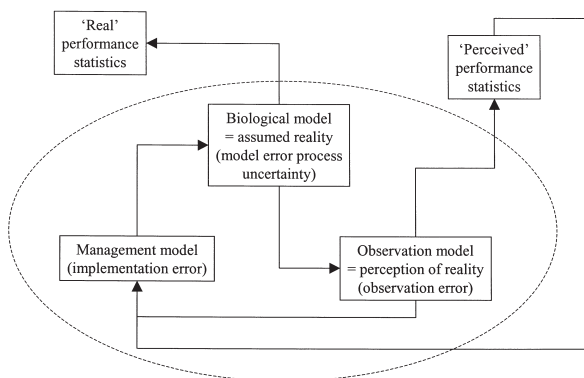 ‘Real’
performance
statistics
‘Perceived’
performance
statistics
Biological model
= assumed reality
(model error process
uncertainty)
Management model
(implementation error)
Observation model
= perception of reality
(observation error)